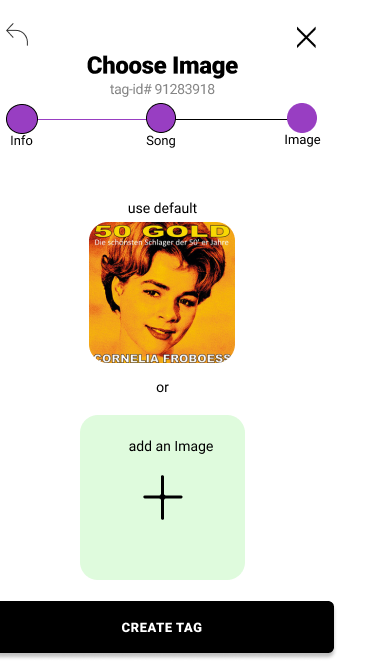 Choose Image
tag-id# 91283918
Info
Song
Image
use default
50 GOLD
Die schönsten Schlager der 50' er Jahre
CORNELIA FROBOESS
or
add an Image
CREATE TAG